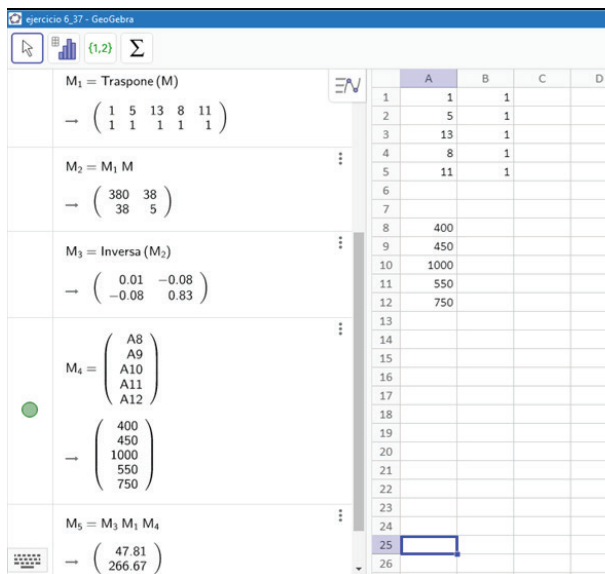 ejercicio 6_37 - GeoGebra
{1,2} Σ
M₁ = Traspone (M)
→ ( 1 5 13 8 11
1 1 1 1 1 )
M₂ = M₁ M
→ ( 380 38
38 5 )
M₃ = Inversa (M₂)
→ ( 0.01 −0.08
−0.08 0.83 )
M₄ = ( A8
A9
A10
A11
A12 )
→ ( 400
450
1000
550
750 )
M₅ = M₃ M₁ M₄
→ ( 47.81
266.67 )
A B C D
1 1 1
2 5 1
3 13 1
4 8 1
5 11 1
6
7
8 400
9 450
10 1000
11 550
12 750
13
14
15
16
17
18
19
20
21
22
23
24
25
26